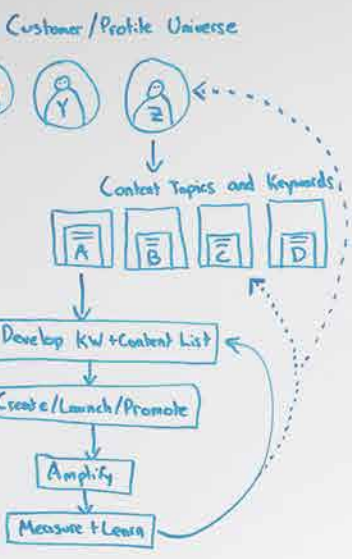 Customer/Profile Universe
Y
Z
Content Topics and Keywords
A
B
C
D
Develop KW + Content List
Create/Launch/Promote
Amplify
Measure + Learn